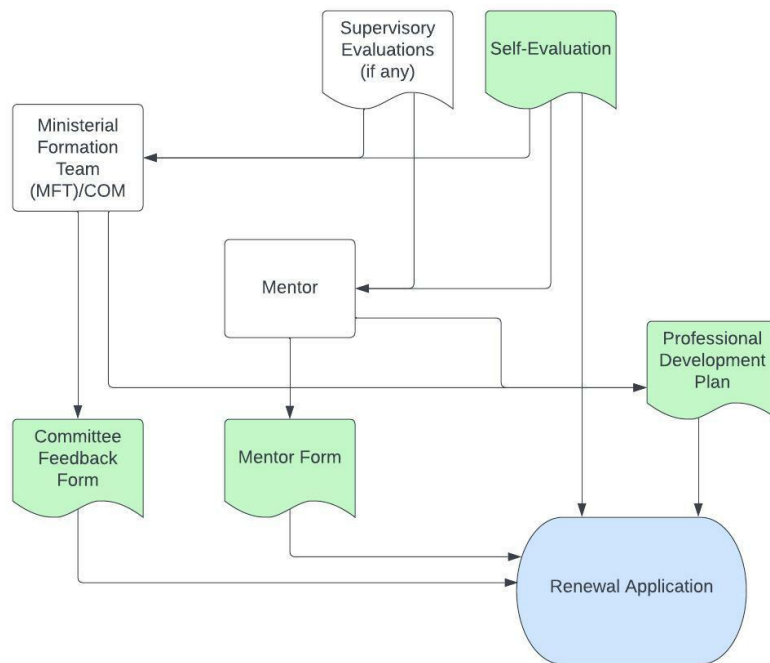 Supervisory
Evaluations
(if any)
Self-Evaluation
Ministerial
Formation
Team
(MFT)/COM
Mentor
Professional
Development
Plan
Committee
Feedback
Form
Mentor Form
Renewal Application